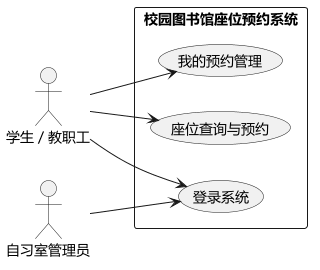 校园图书馆座位预约系统
我的预约管理
学生 / 教职工
座位查询与预约
登录系统
自习室管理员